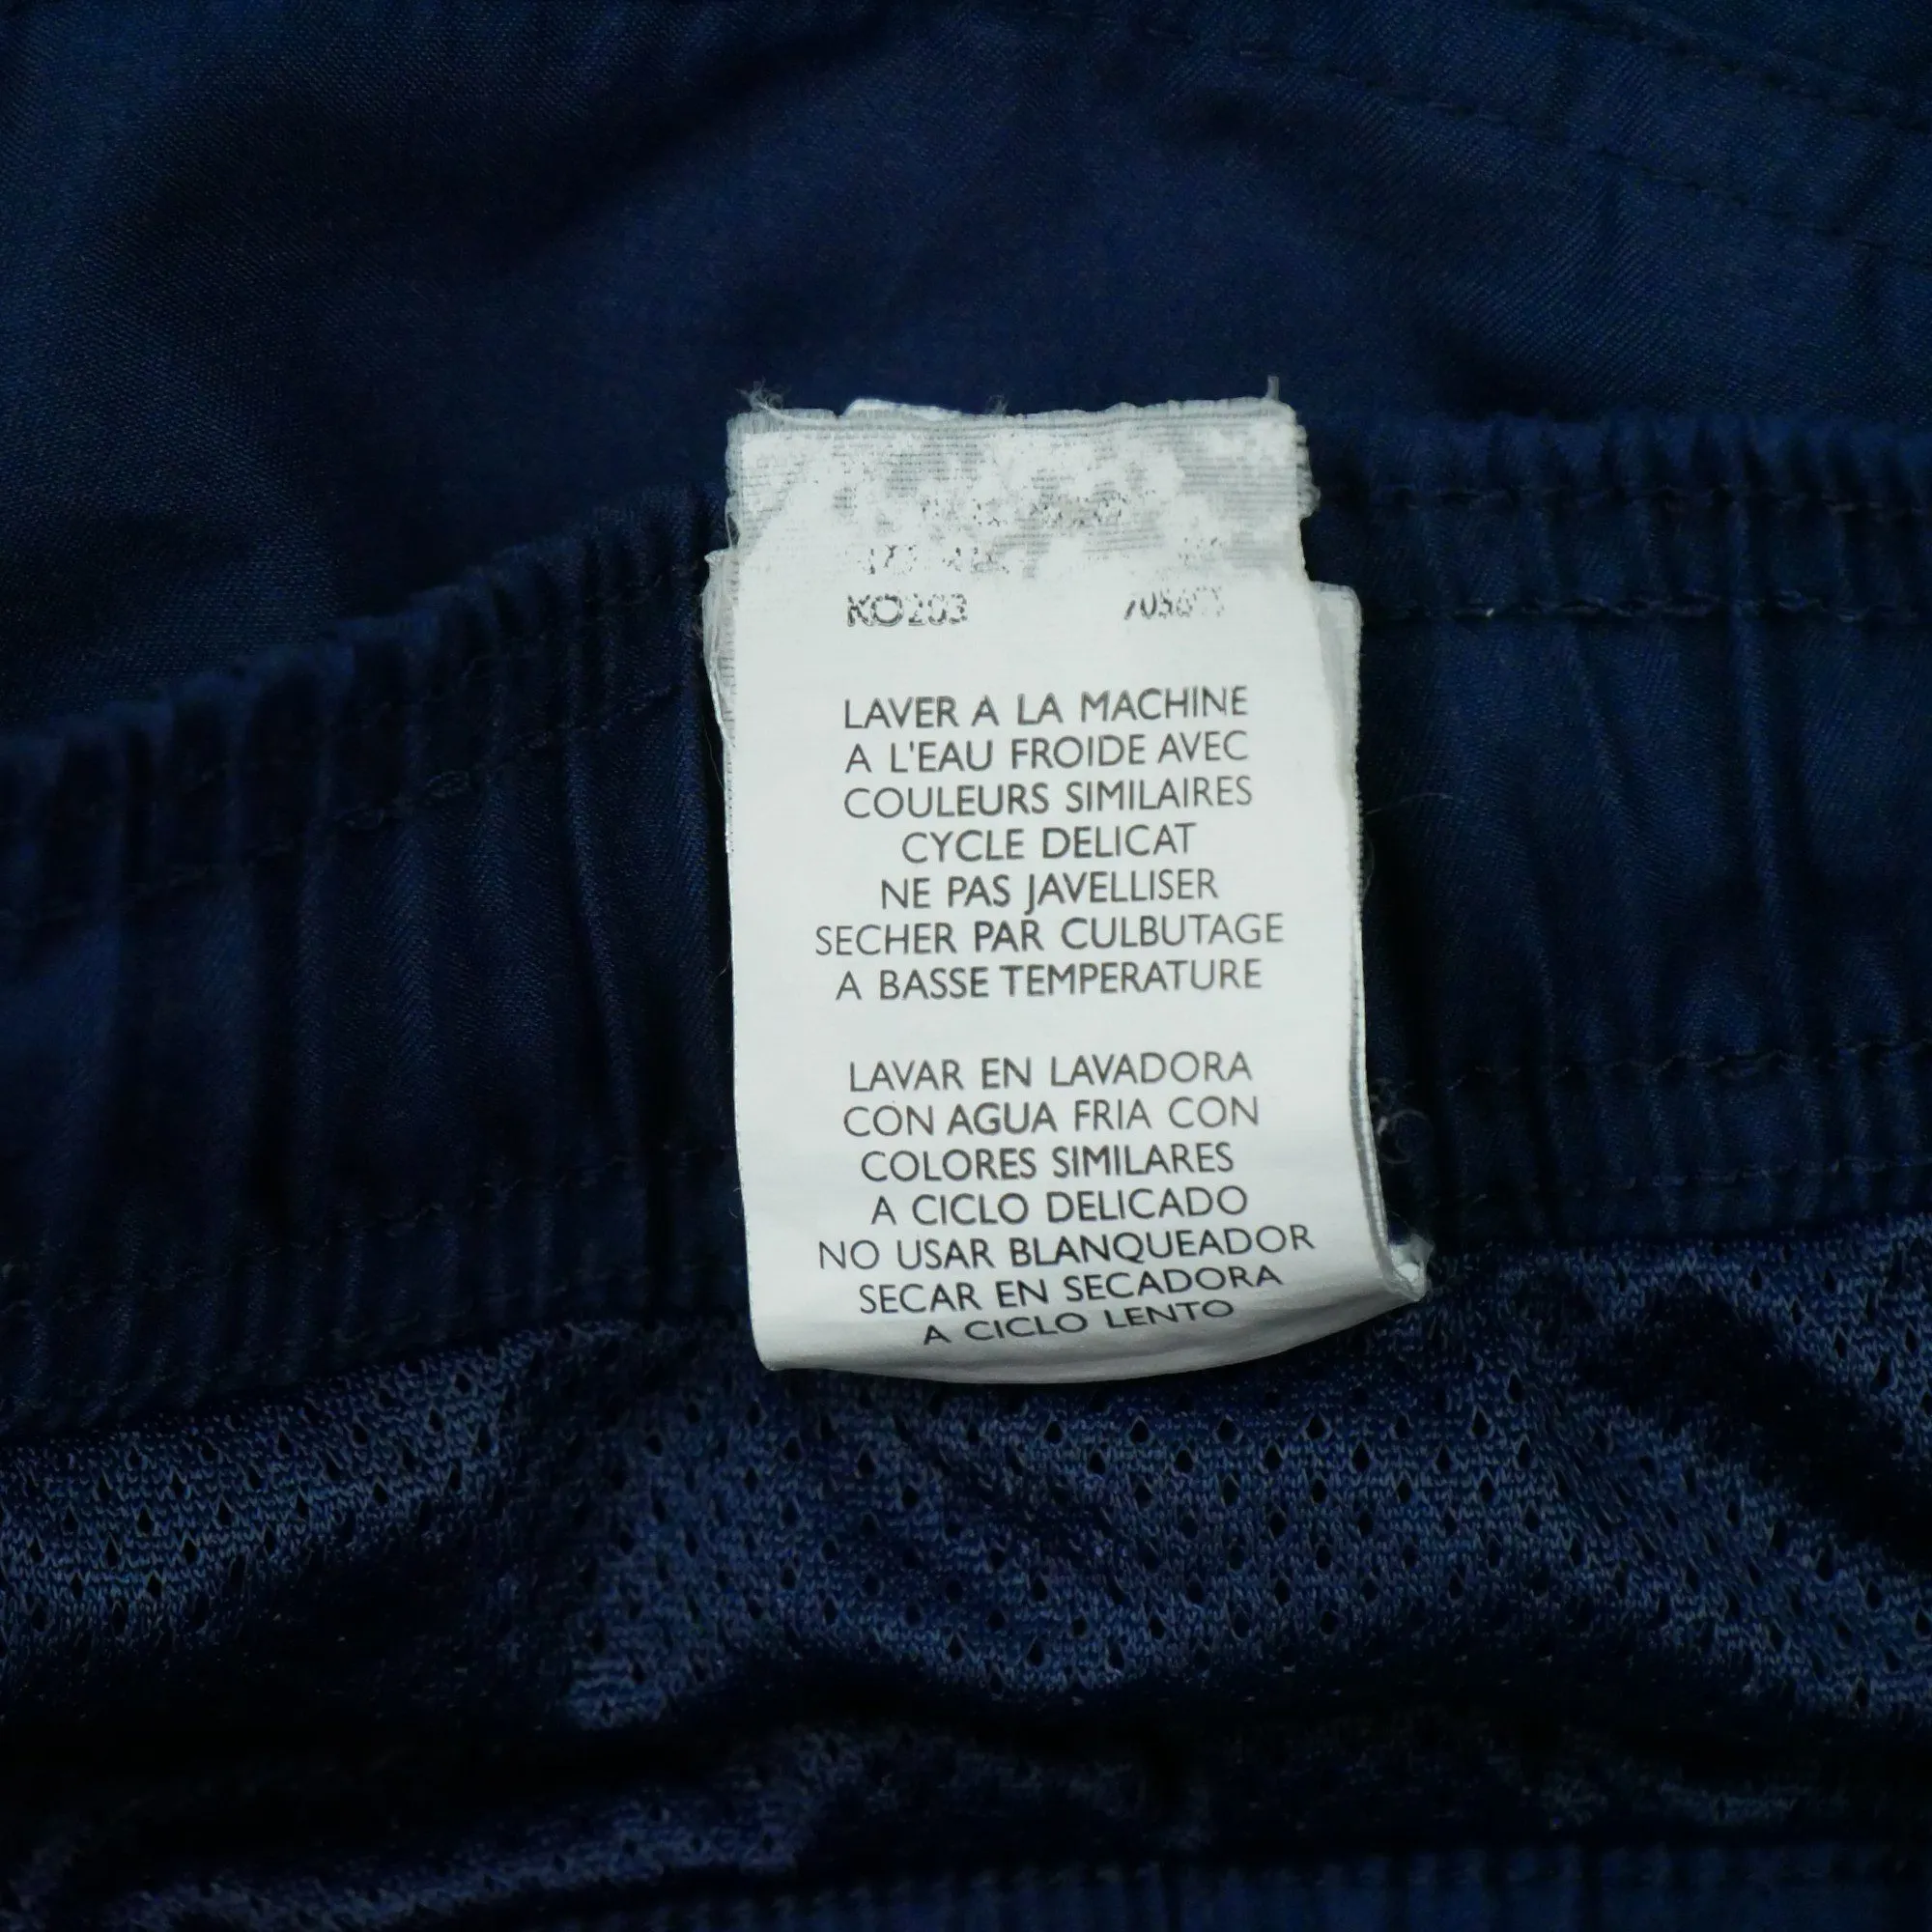 KO203
LAVER A LA MACHINE
A L'EAU FROIDE AVEC
COULEURS SIMILAIRES
CYCLE DELICAT
NE PAS JAVELLISER
SECHER PAR CULBUTAGE
A BASSE TEMPERATURE
LAVAR EN LAVADORA
CON AGUA FRIA CON
COLORES SIMILARES
A CICLO DELICADO
NO USAR BLANQUEADOR
SECAR EN SECADORA
A CICLO LENTO